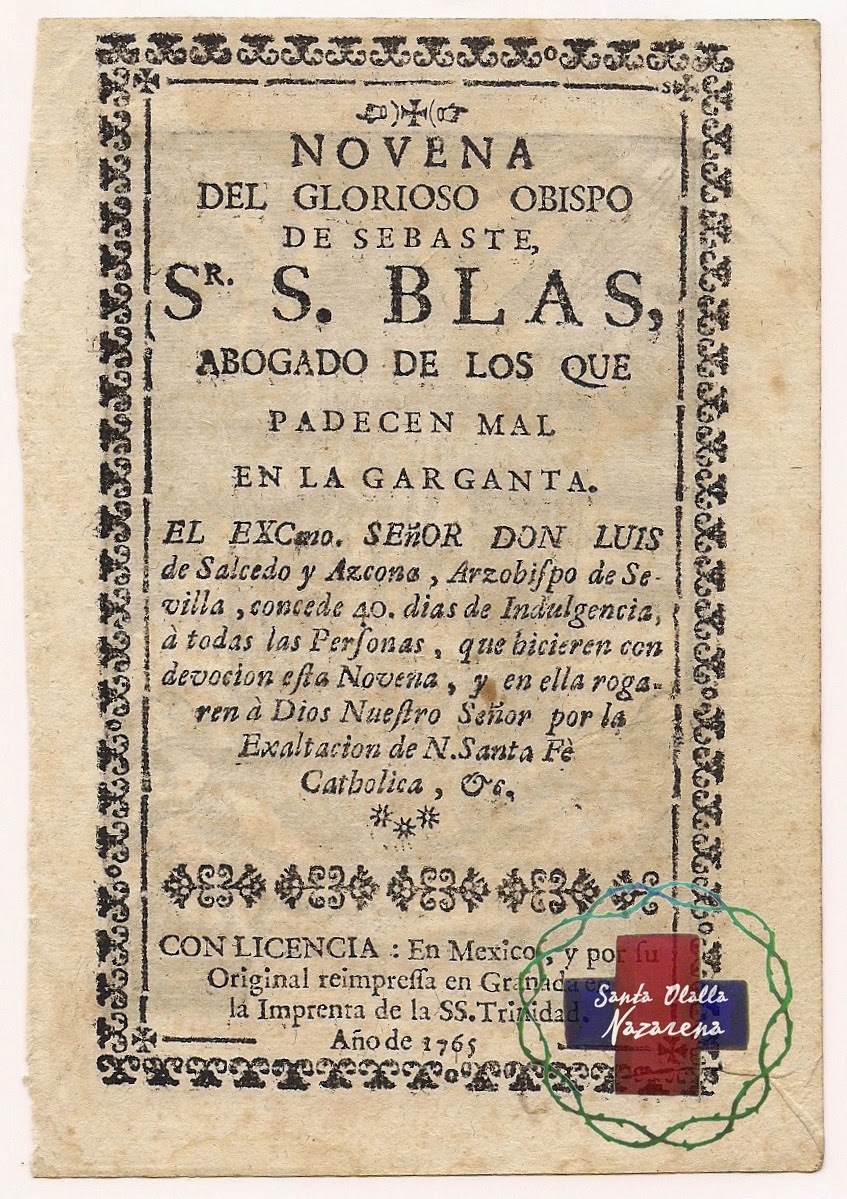 NOVENA
DEL GLORIOSO OBISPO
DE SEBASTE,
SR. S. BLAS,
ABOGADO DE LOS QUE
PADECEN MAL
EN LA GARGANTA.
EL EXCmo. SEñOR DON LUIS
de Salcedo y Azcona, Arzobiſpo de Se-
villa, concede 40. dias de Indulgencia,
à todas las Perſonas, que hicieren con
devocion eſta Novena, y en ella roga-
ren à Dios Nueſtro Señor por la
Exaltacion de N. Santa Fè
Catholica, &c.
CON LICENCIA: En Mexico, y por su
Original reimpreſſa en Granada en
la Imprenta de la SS. Trinidad.
Año de 1765
Santa Olalla
Nazarena